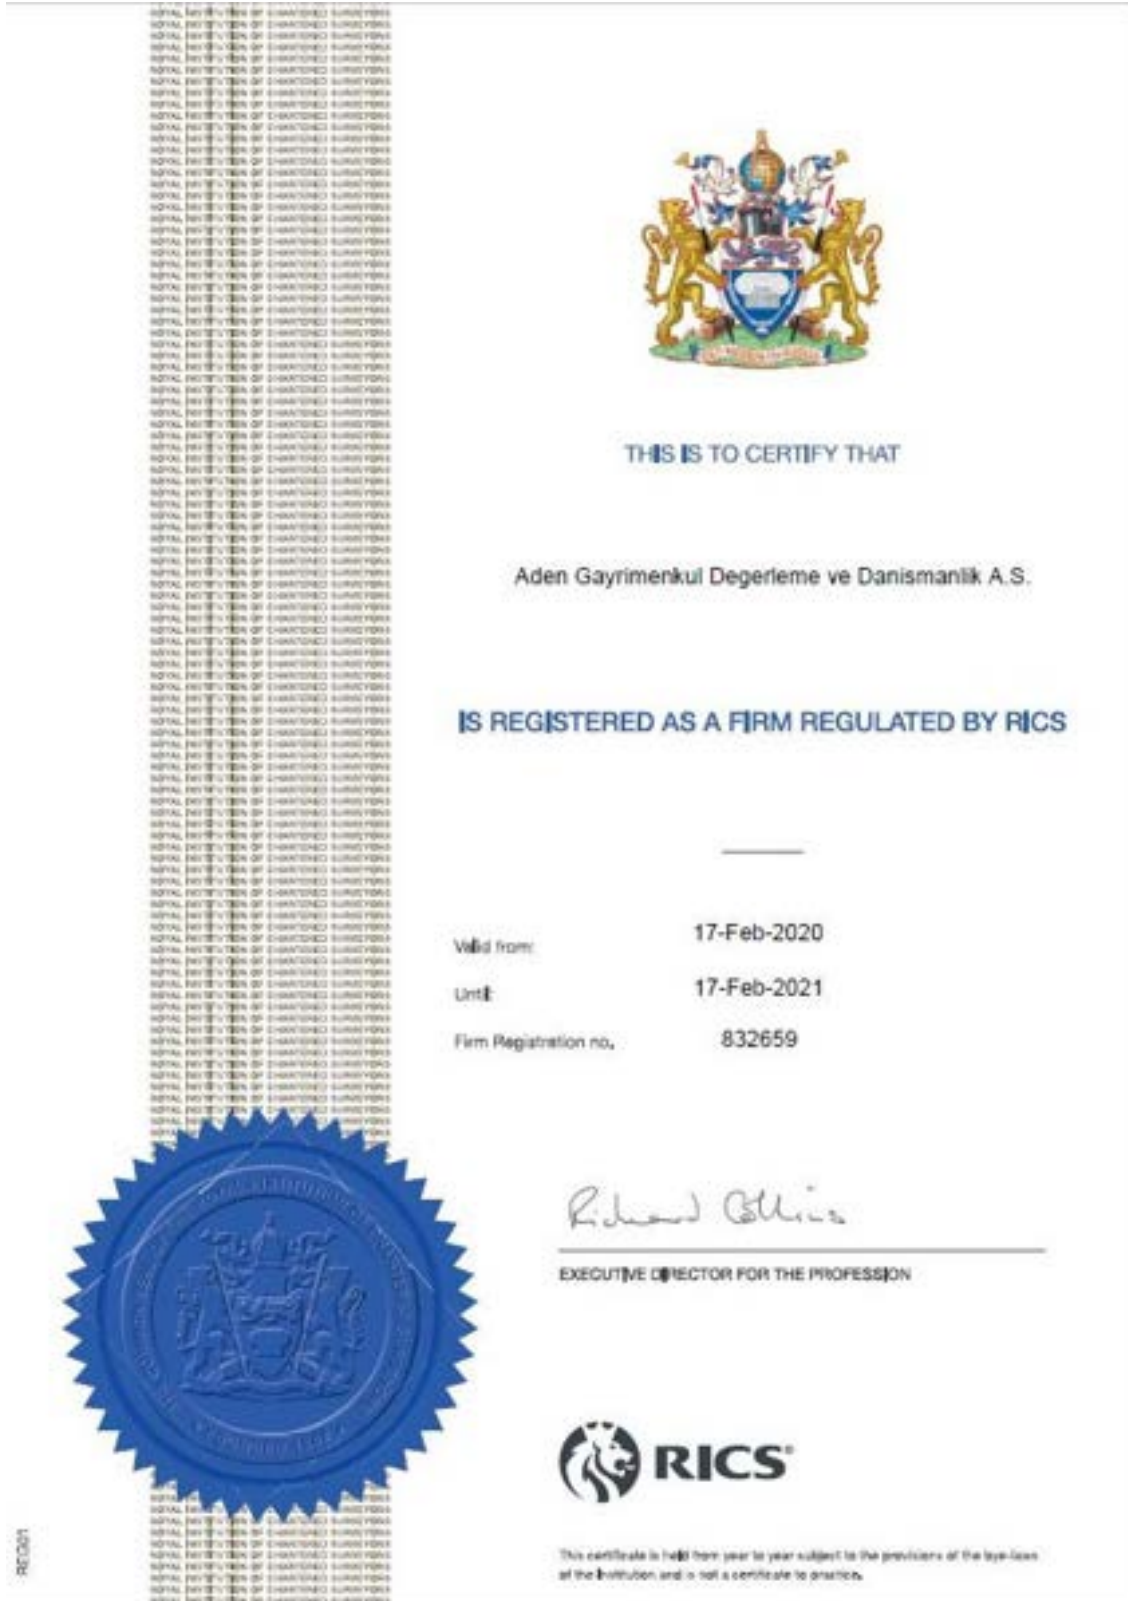 THIS IS TO CERTIFY THAT
Aden Gayrimenkul Degerleme ve Danismanlik A.S.
IS REGISTERED AS A FIRM REGULATED BY RICS
Valid from: 17-Feb-2020
Until: 17-Feb-2021
Firm Registration no. 832659
Richard Collins
EXECUTIVE DIRECTOR FOR THE PROFESSION
RICS
This certificate is held from year to year subject to the provisions of the bye-laws
of the Institution and is not a certificate to practice.
REG01